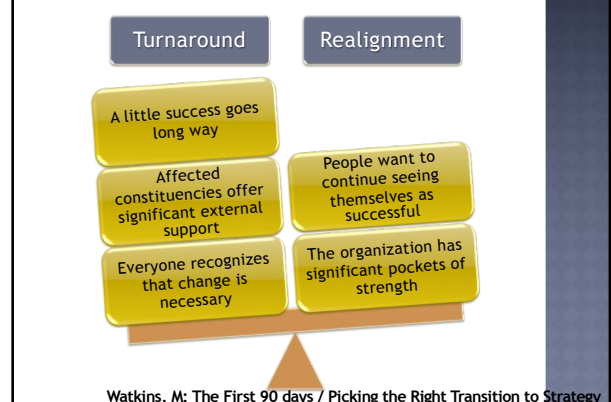 Turnaround
Realignment
A little success goes
long way
Affected
constituencies offer
significant external
support
Everyone recognizes
that change is
necessary
People want to
continue seeing
themselves as
successful
The organization has
significant pockets of
strength
Watkins, M: The First 90 days / Picking the Right Transition to Strategy